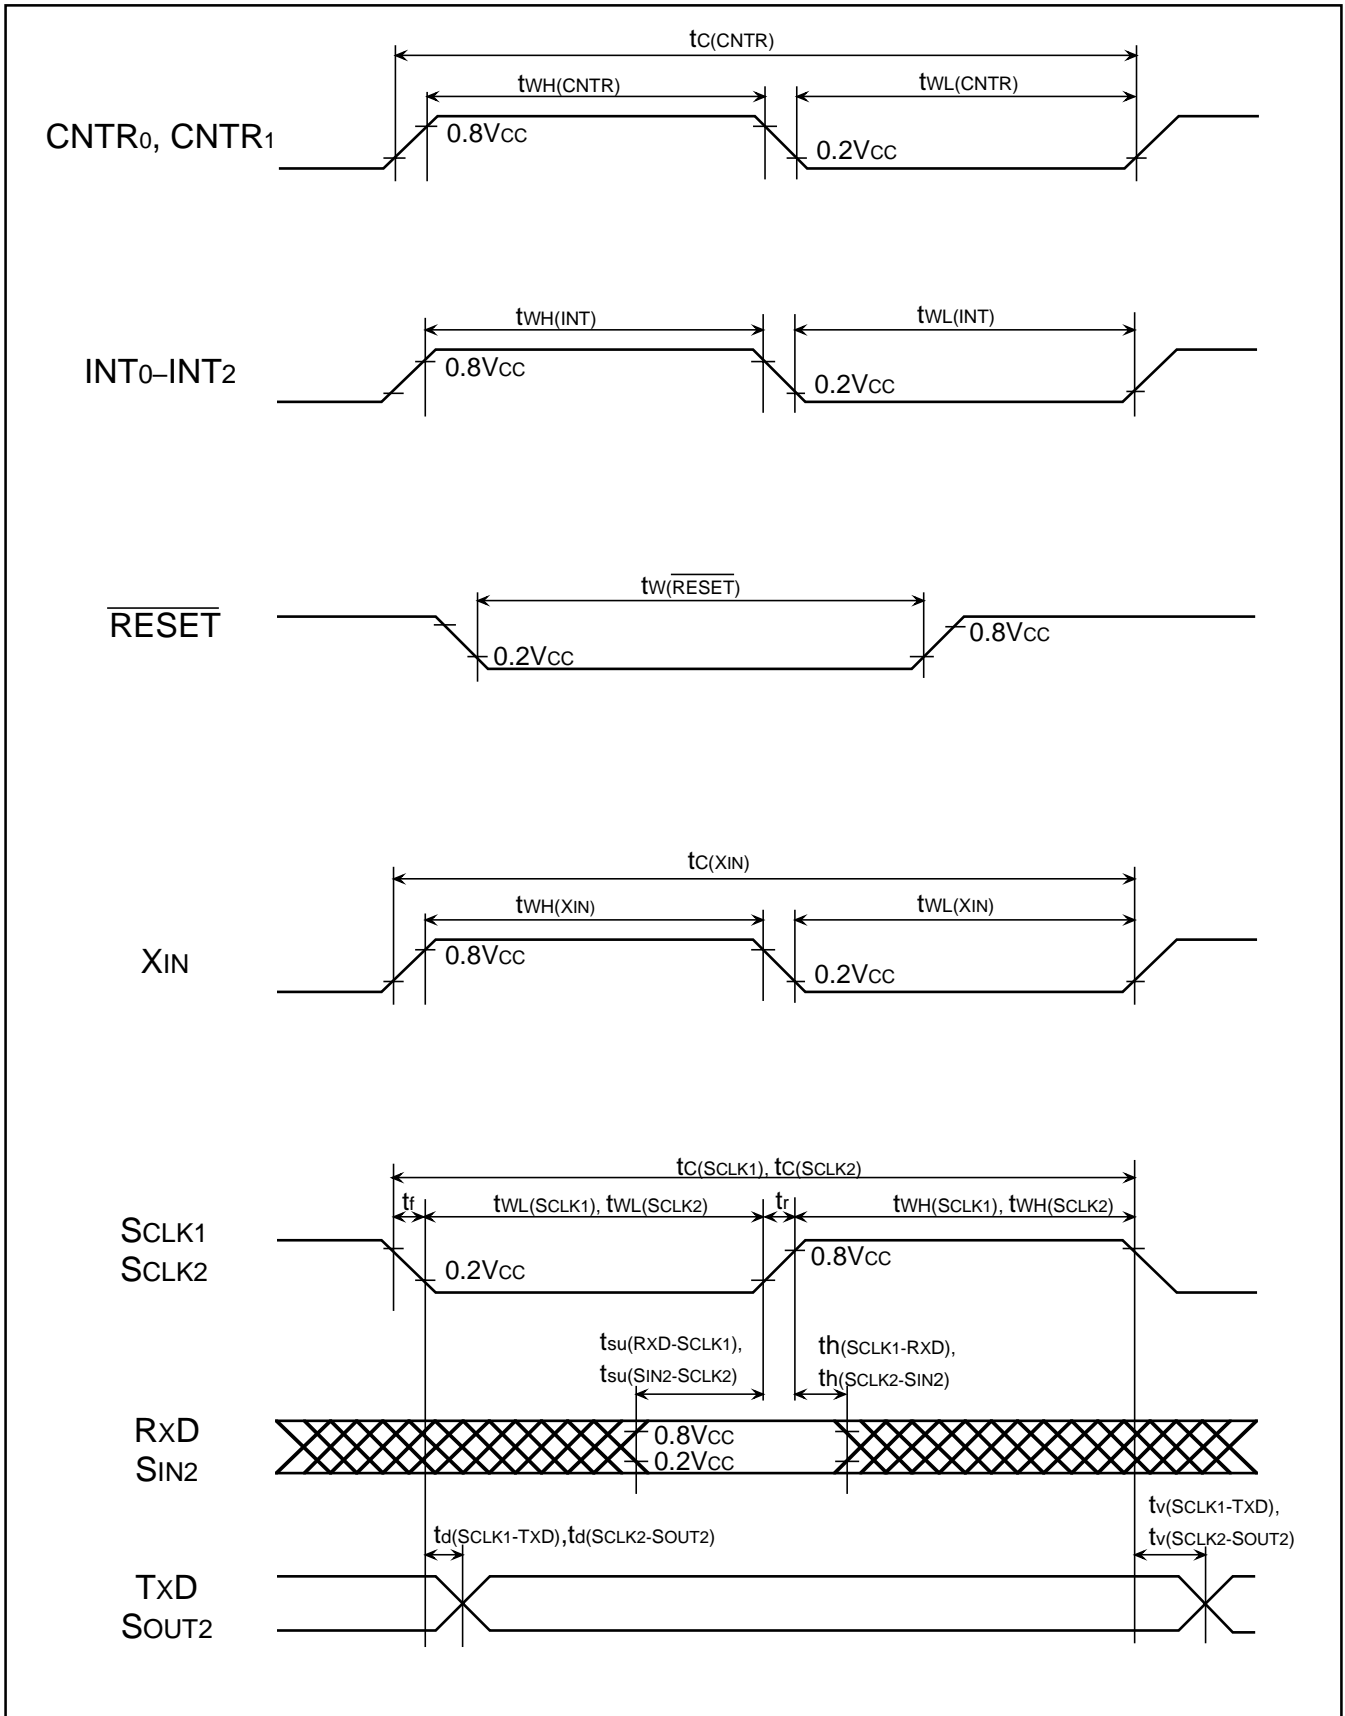 tC(CNTR)
tWH(CNTR)
tWL(CNTR)
CNTR0, CNTR1
0.8VCC
0.2VCC
tWH(INT)
tWL(INT)
INT0–INT2
0.8VCC
0.2VCC
tW(RESET)
RESET
0.2VCC
0.8VCC
tC(XIN)
tWH(XIN)
tWL(XIN)
XIN
0.8VCC
0.2VCC
tC(SCLK1), tC(SCLK2)
tf
tWL(SCLK1), tWL(SCLK2)
tr
tWH(SCLK1), tWH(SCLK2)
SCLK1
SCLK2
0.2VCC
0.8VCC
tsu(RXD-SCLK1),
tsu(SIN2-SCLK2)
th(SCLK1-RXD),
th(SCLK2-SIN2)
RXD
SIN2
0.8VCC
0.2VCC
td(SCLK1-TXD),td(SCLK2-SOUT2)
tv(SCLK1-TXD),
tv(SCLK2-SOUT2)
TXD
SOUT2